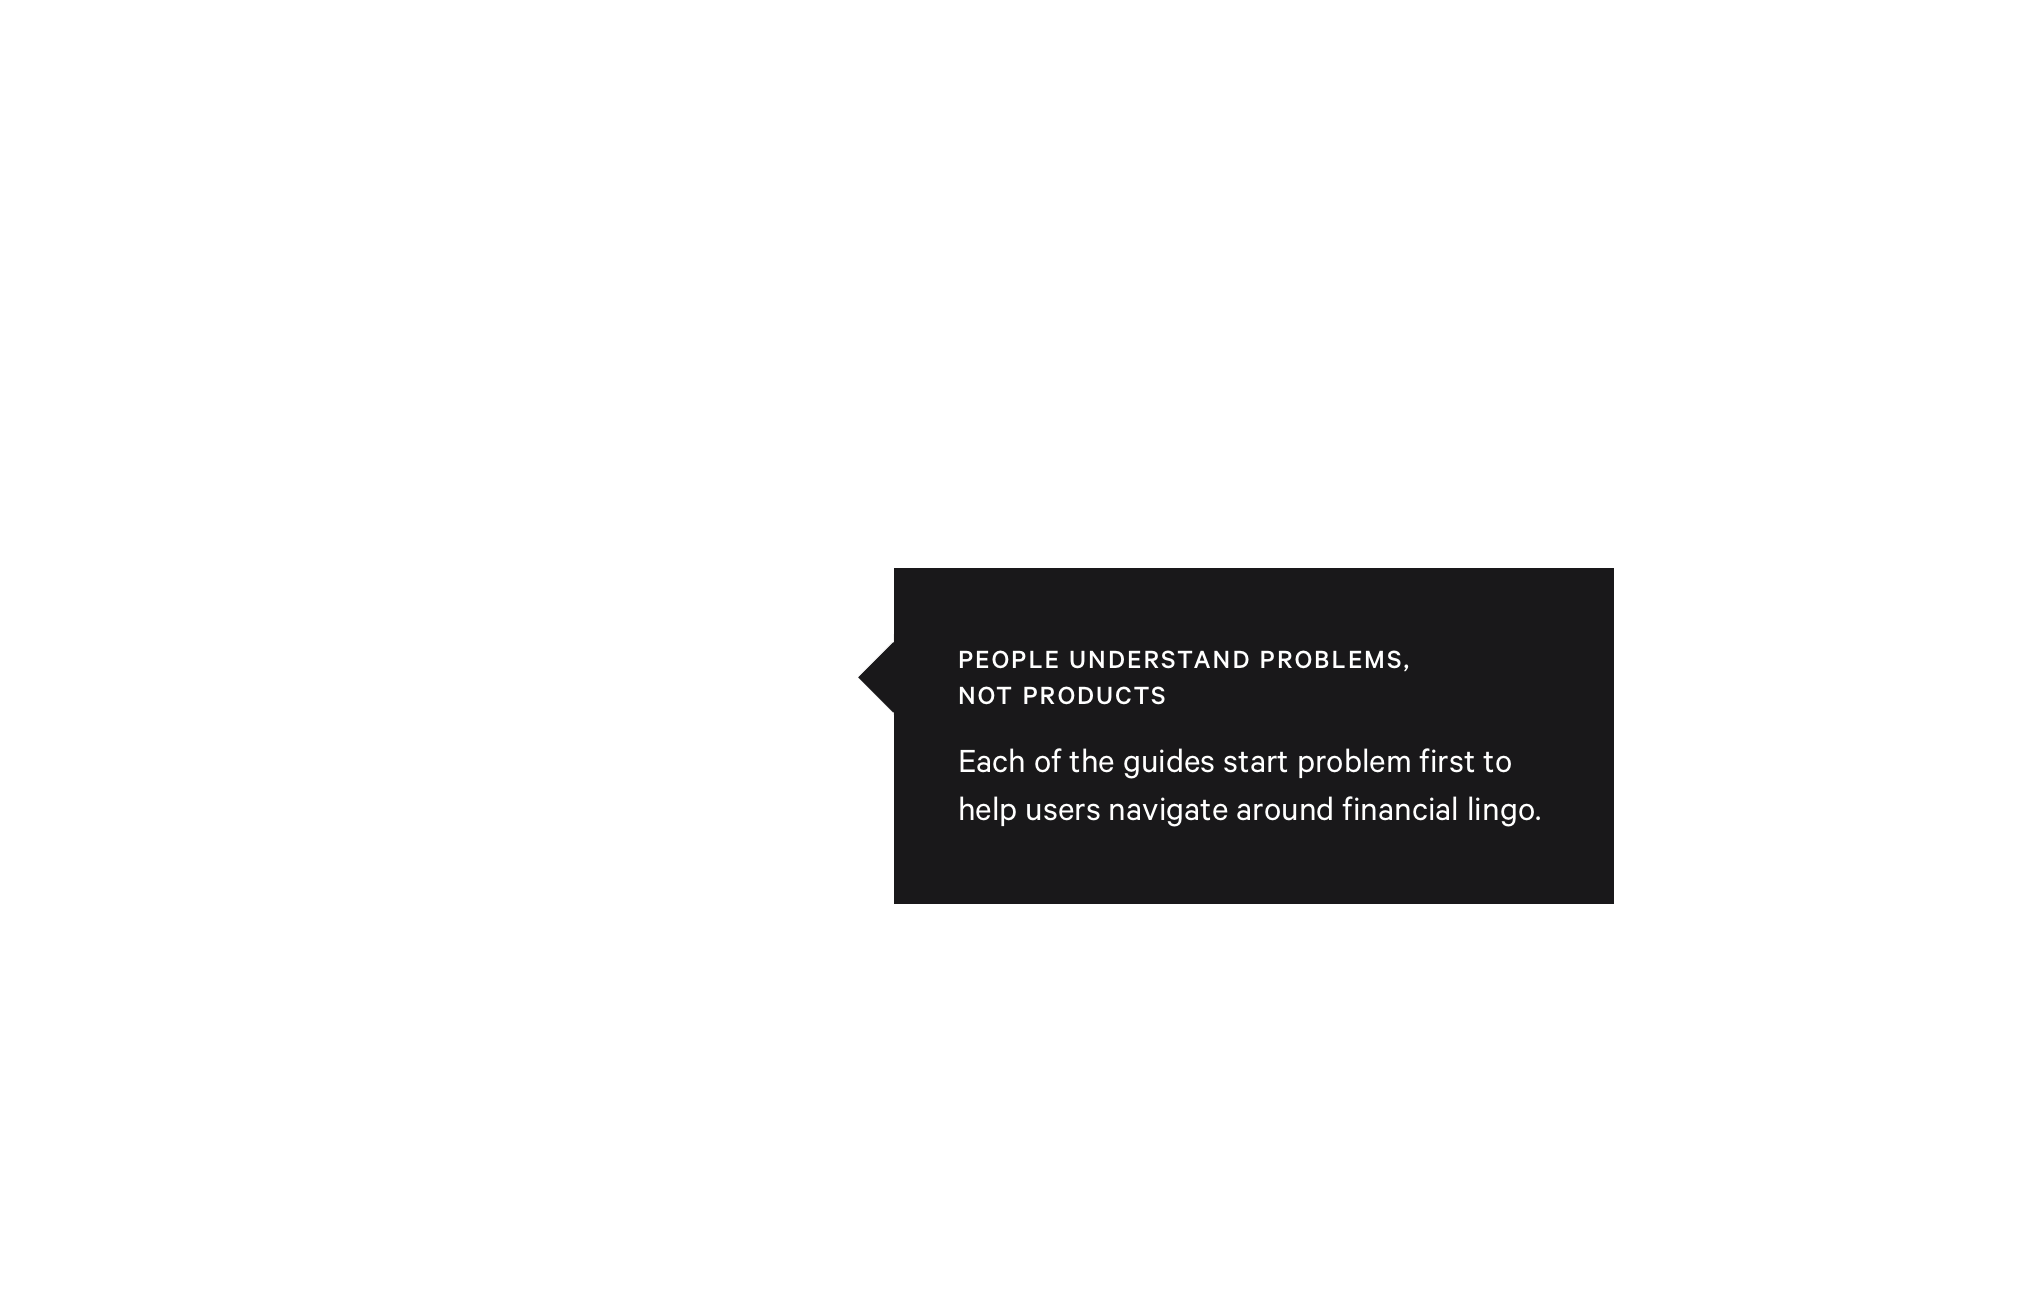 PEOPLE UNDERSTAND PROBLEMS,
NOT PRODUCTS
Each of the guides start problem first to
help users navigate around financial lingo.